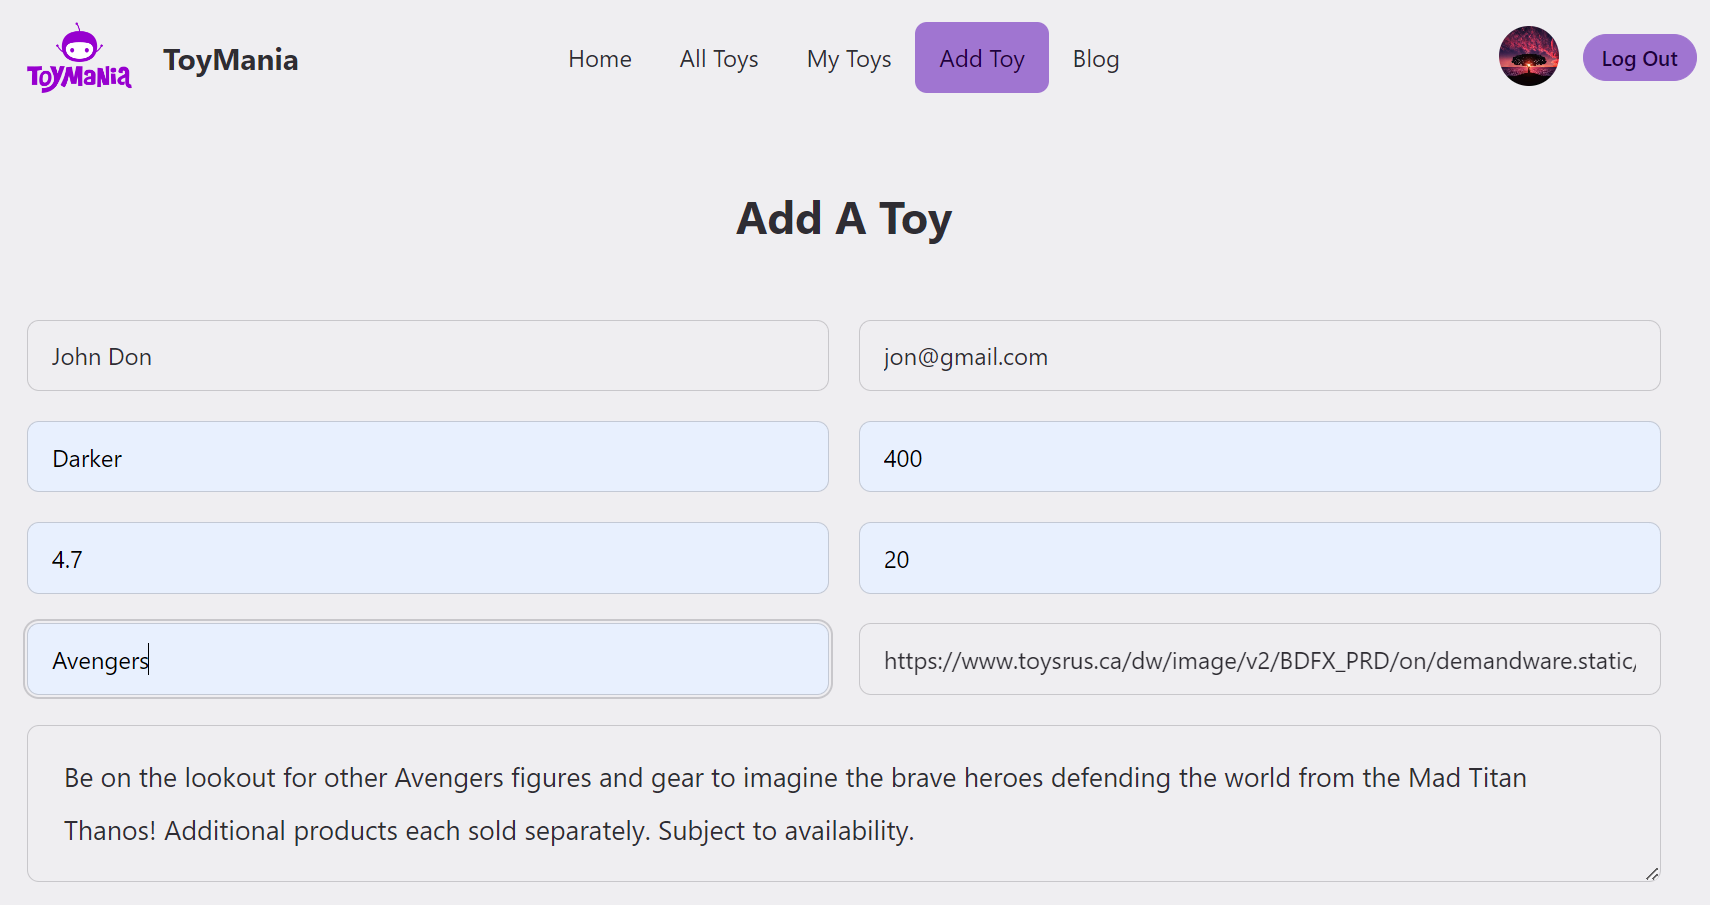 ToyMania
ToyMania
Home
All Toys
My Toys
Add Toy
Blog
Log Out
Add A Toy
John Don
jon@gmail.com
Darker
400
4.7
20
Avengers
https://www.toysrus.ca/dw/image/v2/BDFX_PRD/on/demandware.static/
Be on the lookout for other Avengers figures and gear to imagine the brave heroes defending the world from the Mad Titan
Thanos! Additional products each sold separately. Subject to availability.